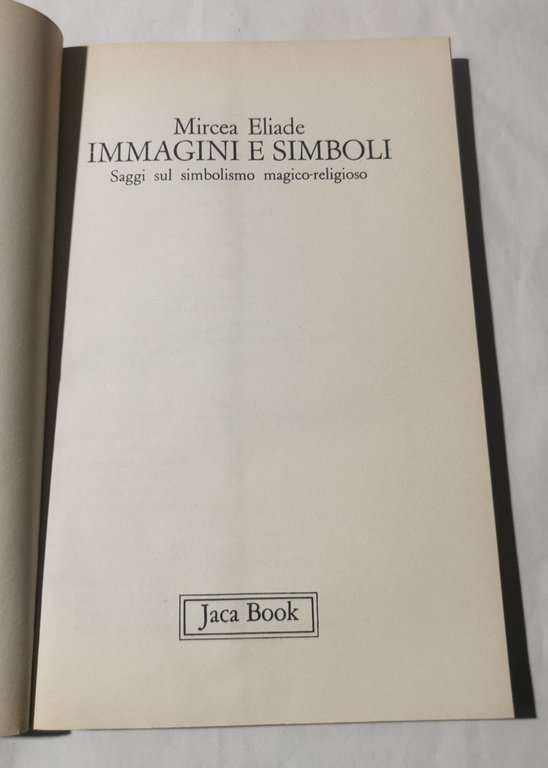 Mircea Eliade
IMMAGINI E SIMBOLI
Saggi sul simbolismo magico-religioso
Jaca Book